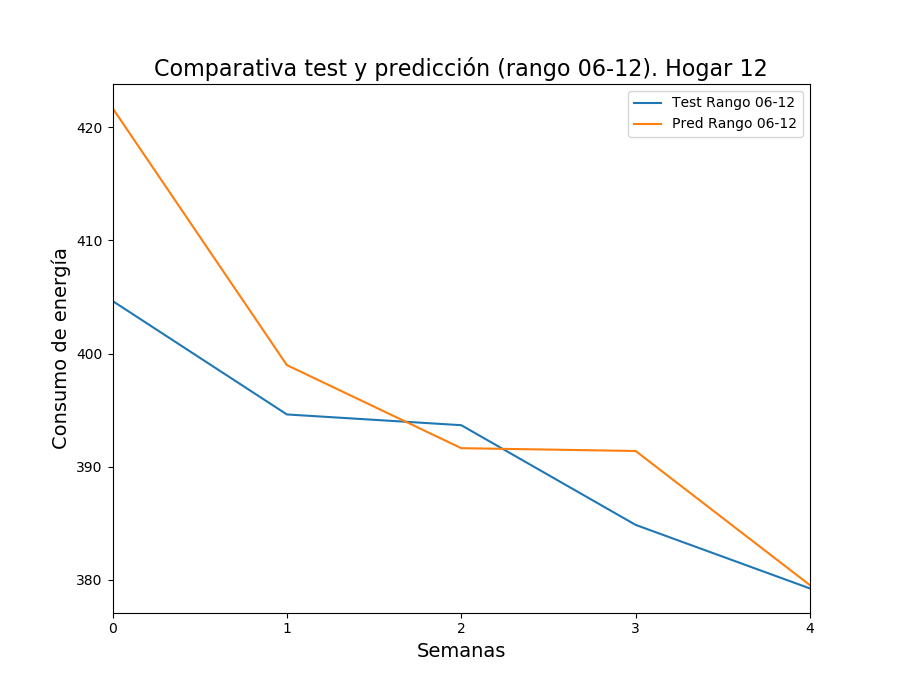 Comparativa test y predicción (rango 06-12). Hogar 12
Test Rango 06-12
Pred Rango 06-12
Consumo de energía
420
410
400
390
380
0 1 2 3 4
Semanas